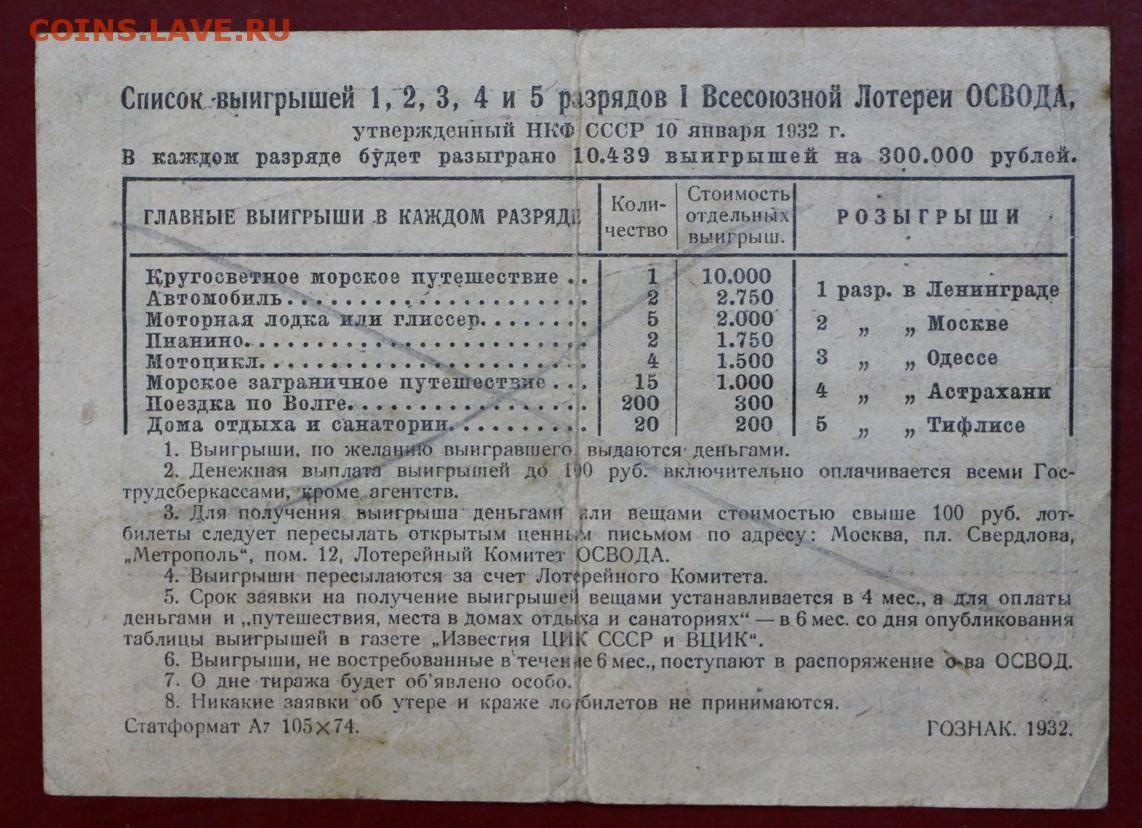 COINS.LAVE.RU
Список выигрышей 1, 2, 3, 4 и 5 разрядов I Всесоюзной Лотереи ОСВОДА,
утвержденный НКФ СССР 10 января 1932 г.
В каждом разряде будет разыграно 10.439 выигрышей на 300.000 рублей.
ГЛАВНЫЕ ВЫИГРЫШИ В КАЖДОМ РАЗРЯДЕ
Коли-
чество
Стоимость
отдельных
выигрыш.
РОЗЫГРЫШИ
Кругосветное морское путешествие . . 1 10.000
Автомобиль. . . . . . . . . . . . . . . . . . . 2 2.750
Моторная лодка или глиссер. . . . . . . . 5 2.000
Пианино. . . . . . . . . . . . . . . . . . . . . 2 1.750
Мотоцикл. . . . . . . . . . . . . . . . . . . . 4 1.500
Морское заграничное путешествие . . . 15 1.000
Поездка по Волге. . . . . . . . . . . . . . . 200 300
Дома отдыха и санатории. . . . . . . . . . 20 200
1 разр. в Ленинграде
2 „ „ Москве
3 „ „ Одессе
4 „ „ Астрахани
5 „ „ Тифлисе
1. Выигрыши, по желанию выигравшего выдаются деньгами.
2. Денежная выплата выигрышей до 100 руб. включительно оплачивается всеми Гос-
трудсберкассами, кроме агентств.
3. Для получения выигрыша деньгами или вещами стоимостью свыше 100 руб. лот-
билеты следует пересылать открытым ценным письмом по адресу: Москва, пл. Свердлова,
„Метрополь“, пом. 12, Лотерейный Комитет ОСВОДА.
4. Выигрыши пересылаются за счет Лотерейного Комитета.
5. Срок заявки на получение выигрышей вещами устанавливается в 4 мес., а для оплаты
деньгами и „путешествия, места в домах отдыха и санаториях“ — в 6 мес. со дня опубликования
таблицы выигрышей в газете „Известия ЦИК СССР и ВЦИК“.
6. Выигрыши, не востребованные в течение 6 мес., поступают в распоряжение о-ва ОСВОД.
7. О дне тиража будет об'явлено особо.
8. Никакие заявки об утере и краже лотбилетов не принимаются.
Статформат А7 105×74.
ГОЗНАК. 1932.